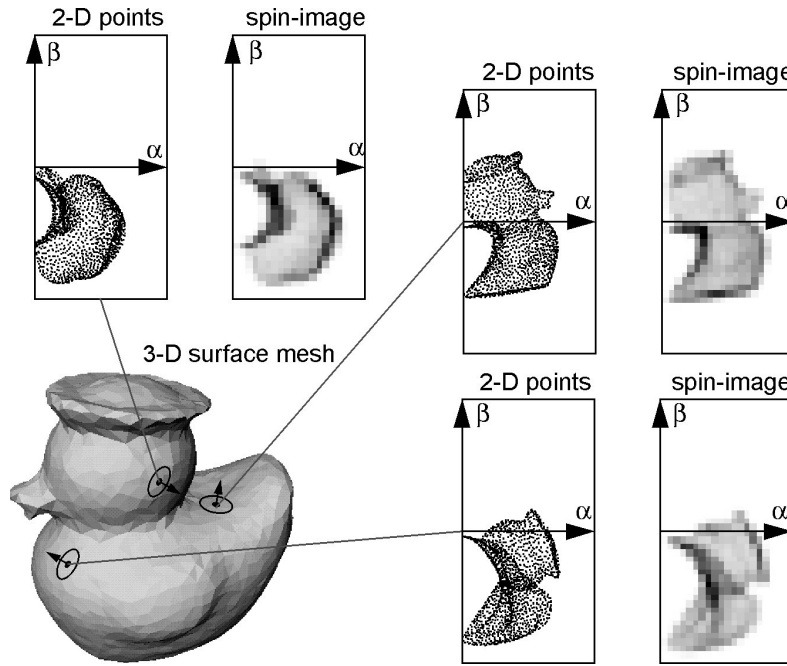 2-D points spin-image
β β
α α
2-D points spin-image
β β
α α
3-D surface mesh
2-D points spin-image
β β
α α